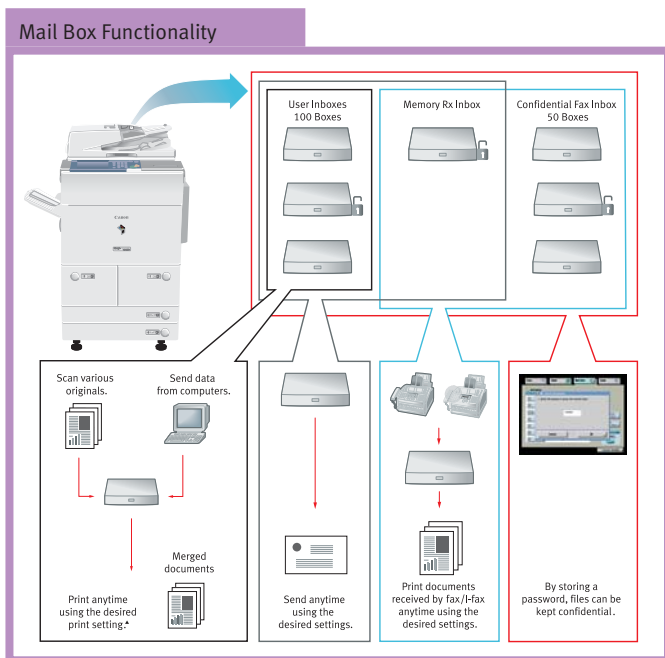 Mail Box Functionality
User Inboxes
100 Boxes
Memory Rx Inbox
Confidential Fax Inbox
50 Boxes
Canon
Scan various
originals.
Send data
from computers.
Merged
documents
Print anytime
using the desired
print setting.▲
Send anytime
using the
desired settings.
Print documents
received by fax/I-fax
anytime using the
desired settings.
By storing a
password, files can be
kept confidential.